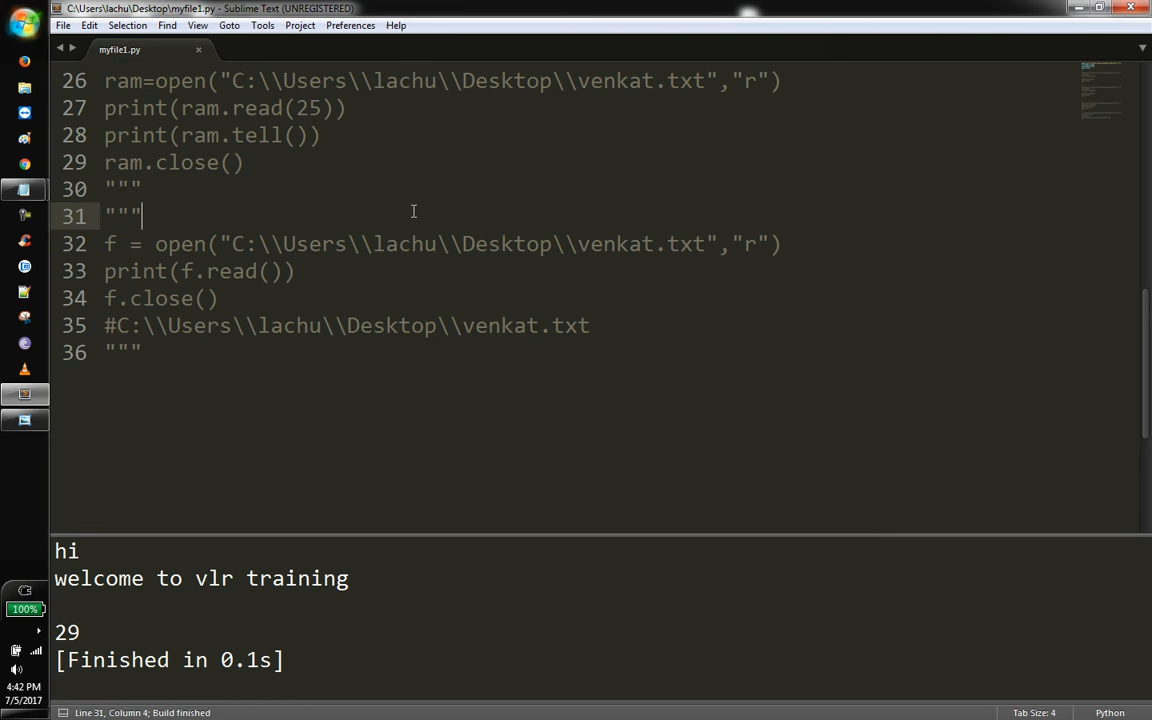 C:\Users\lachu\Desktop\myfile1.py - Sublime Text (UNREGISTERED)
File Edit Selection Find View Goto Tools Project Preferences Help
myfile1.py
26 ram=open("C:\\Users\\lachu\\Desktop\\venkat.txt","r")
27 print(ram.read(25))
28 print(ram.tell())
29 ram.close()
30 """
31 """
32 f = open("C:\\Users\\lachu\\Desktop\\venkat.txt","r")
33 print(f.read())
34 f.close()
35 #C:\\Users\\lachu\\Desktop\\venkat.txt
36 """
hi
welcome to vlr training
29
[Finished in 0.1s]
100%
4:42 PM
7/5/2017
Line 31, Column 4; Build finished
Tab Size: 4
Python